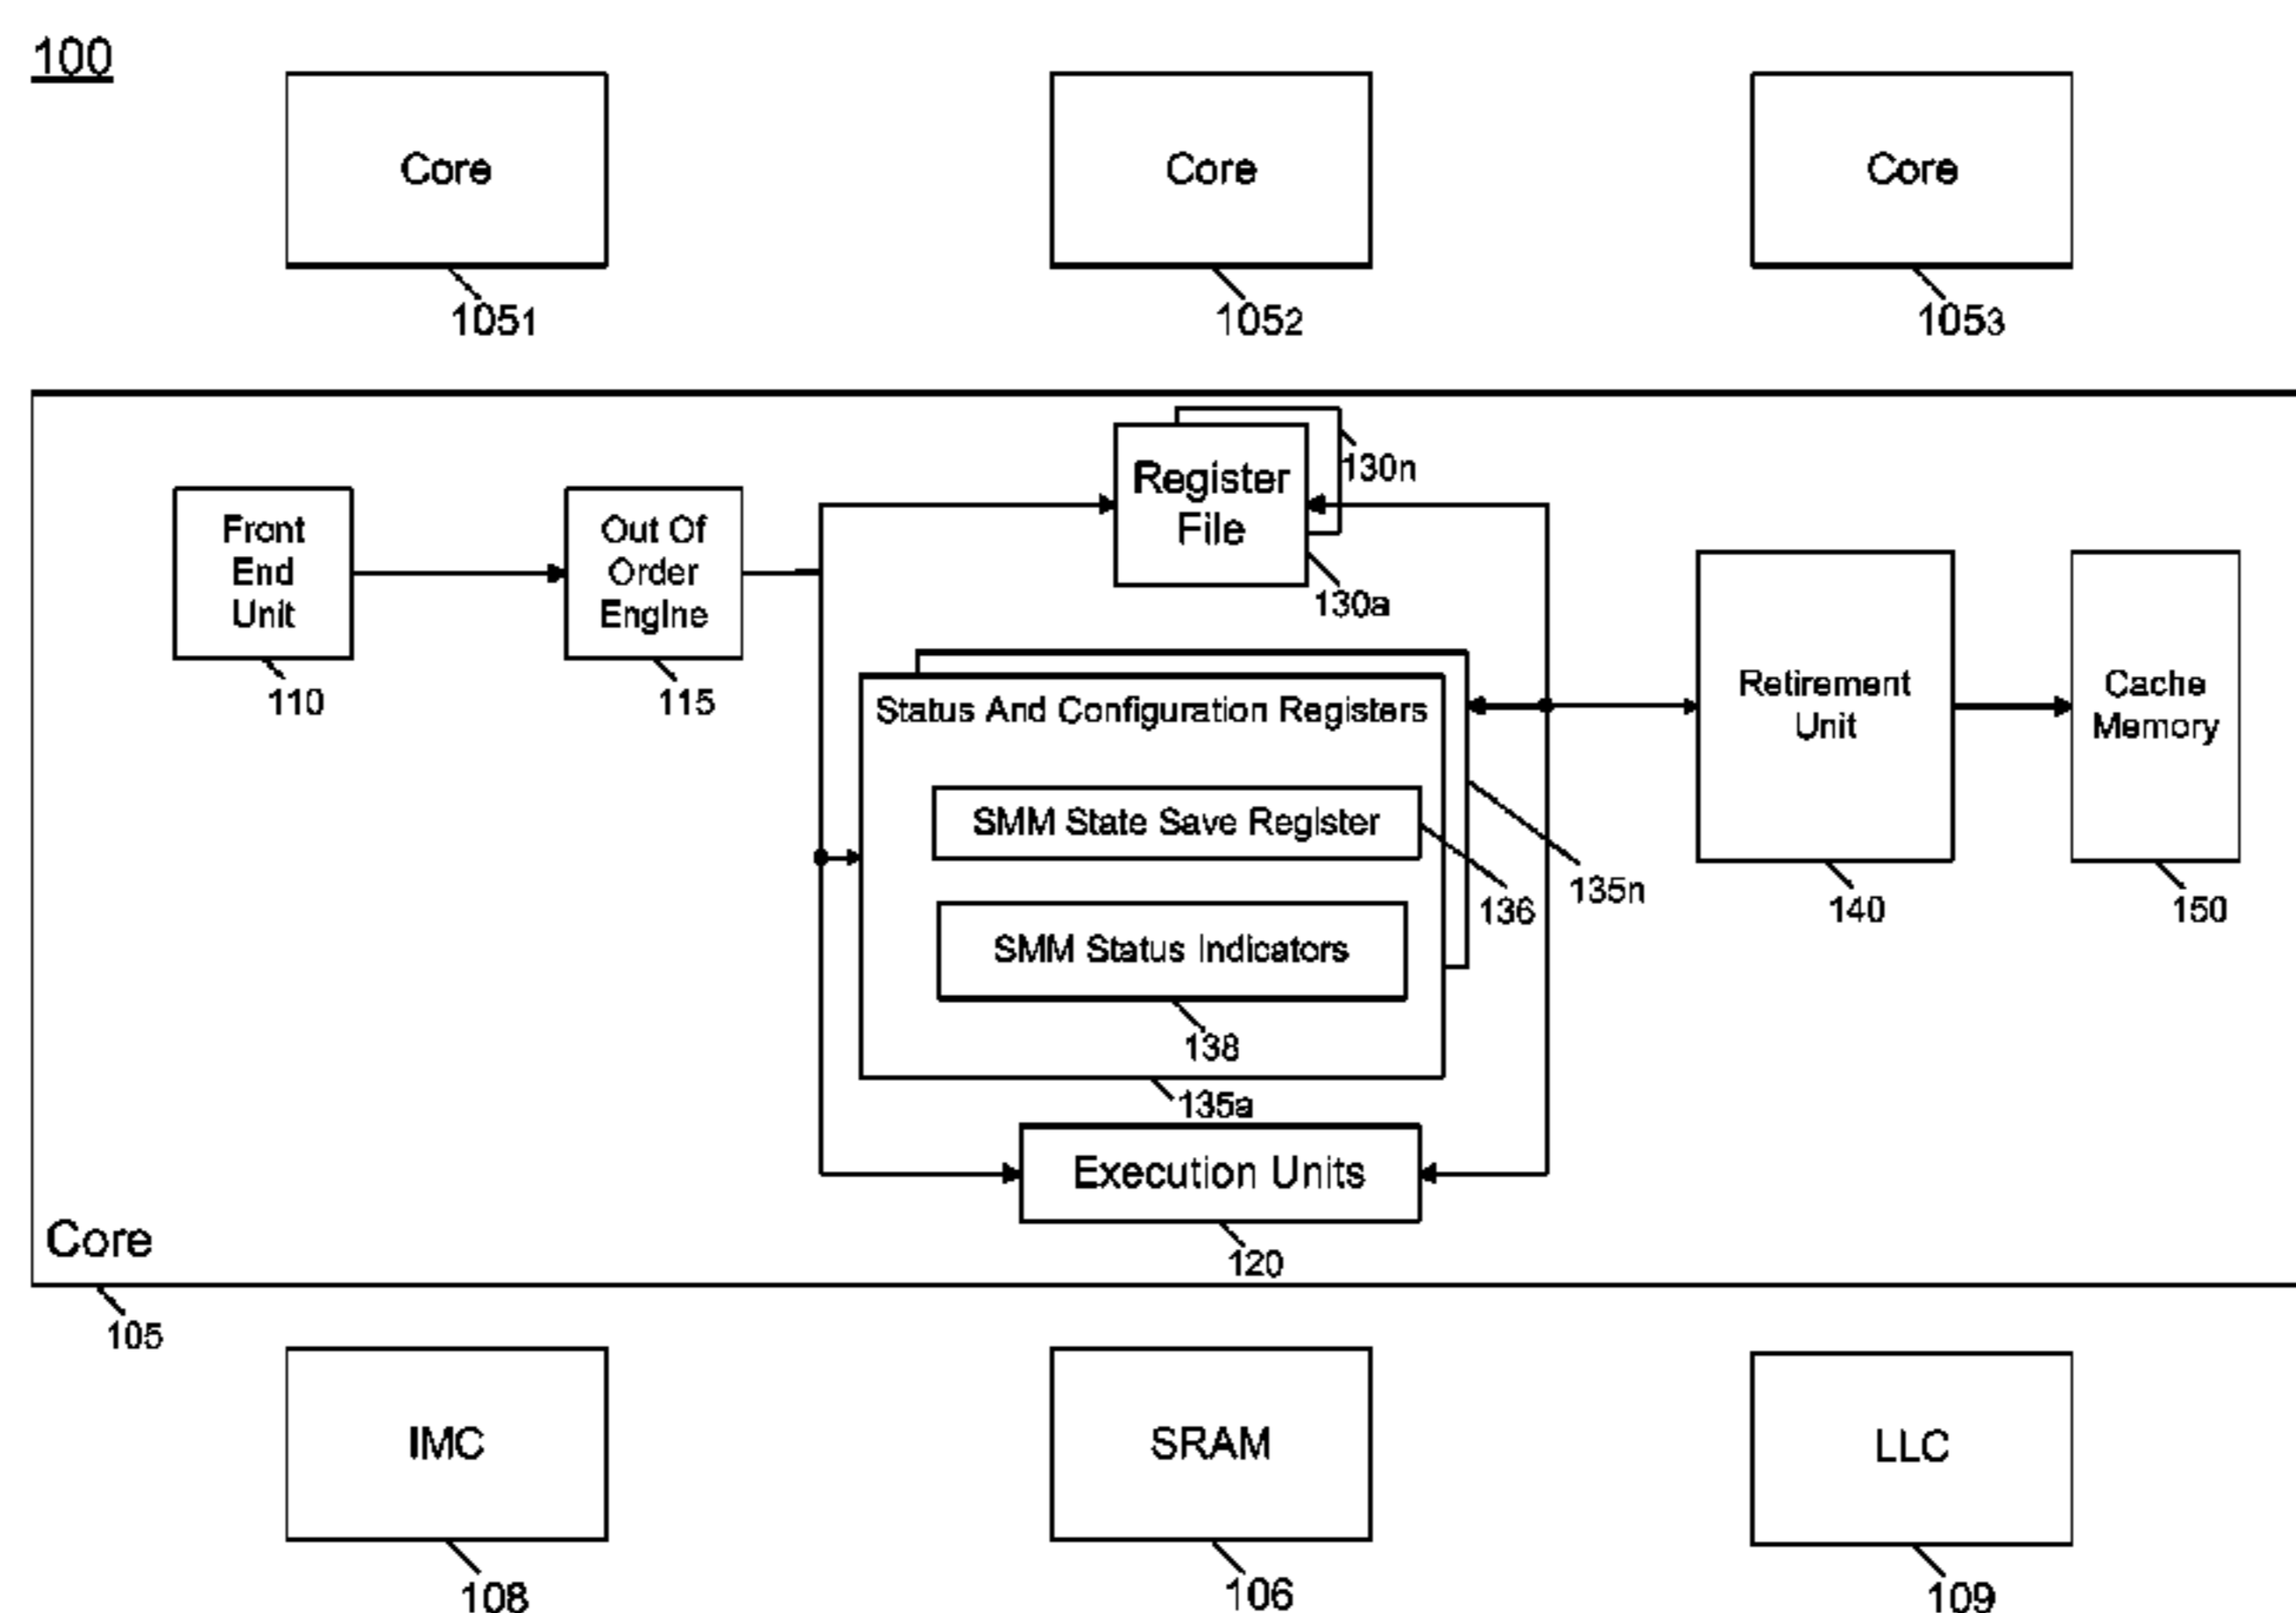 100
Core
Core
Core
1051
1052
1053
Register
File
130n
130a
Front
End
Unit
110
Out Of
Order
Engine
115
Status And Configuration Registers
SMM State Save Register
136
135n
SMM Status Indicators
138
135a
Retirement
Unit
140
Cache
Memory
150
Execution Units
120
Core
105
IMC
SRAM
LLC
108
106
109